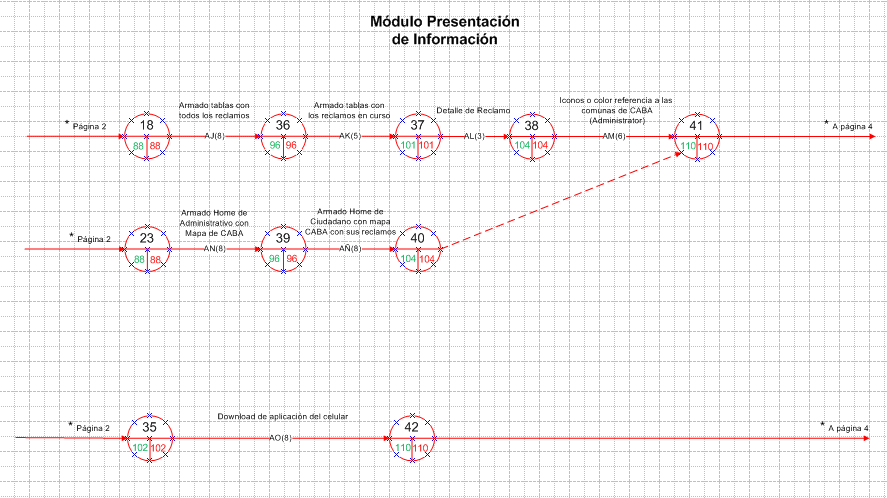 Módulo Presentación
de Información
Armado tablas con
todos los reclamos
Armado tablas con
los reclamos en curso
Detalle de Reclamo
Iconos o color referencia a las
comunas de CABA
(Administrator)
* Página 2
18
88 88
AJ(8)
36
96 96
AK(5)
37
101 101
AL(3)
38
104 104
AM(6)
41
110 110
* A página 4
Armado Home de
Administrativo con
Mapa de CABA
Armado Home de
Ciudadano con mapa
CABA con sus reclamos
* Página 2
23
88 88
AN(8)
39
96 96
AÑ(8)
40
104 104
Download de aplicación del celular
* Página 2
35
102 102
AO(8)
42
110 110
* A página 4